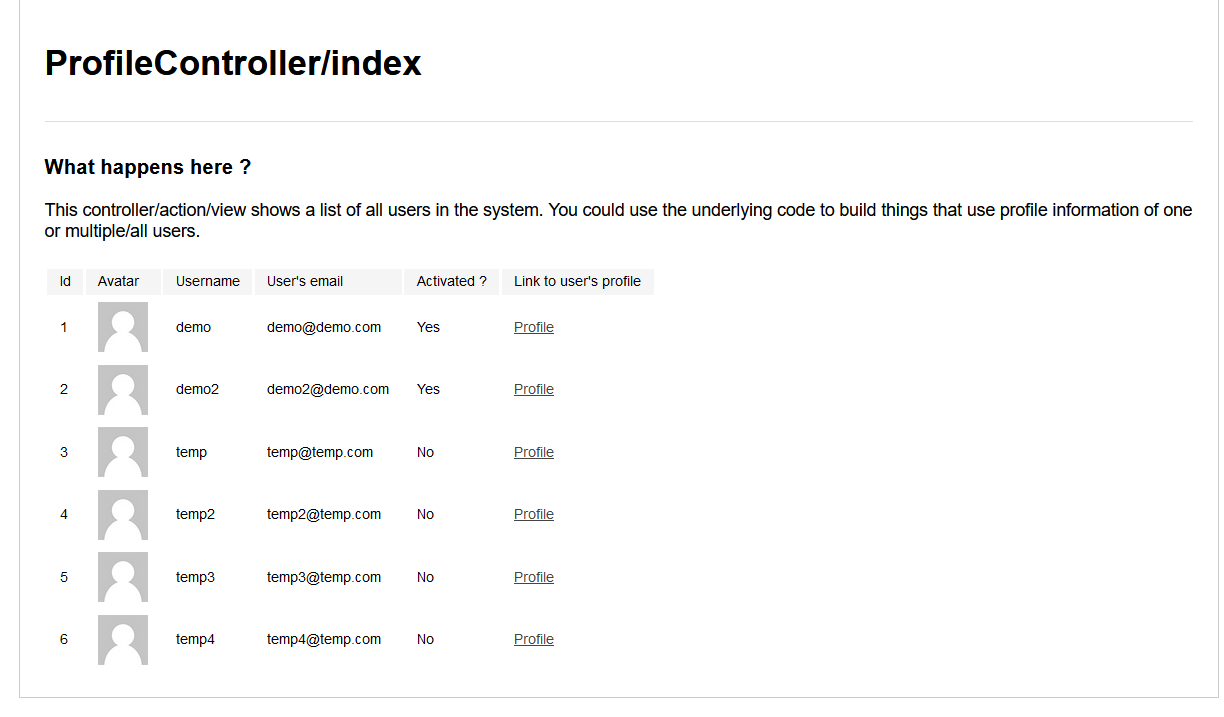 ProfileController/index
What happens here ?
This controller/action/view shows a list of all users in the system. You could use the underlying code to build things that use profile information of one
or multiple/all users.
Id Avatar Username User's email Activated ? Link to user's profile
1 demo demo@demo.com Yes Profile
2 demo2 demo2@demo.com Yes Profile
3 temp temp@temp.com No Profile
4 temp2 temp2@temp.com No Profile
5 temp3 temp3@temp.com No Profile
6 temp4 temp4@temp.com No Profile